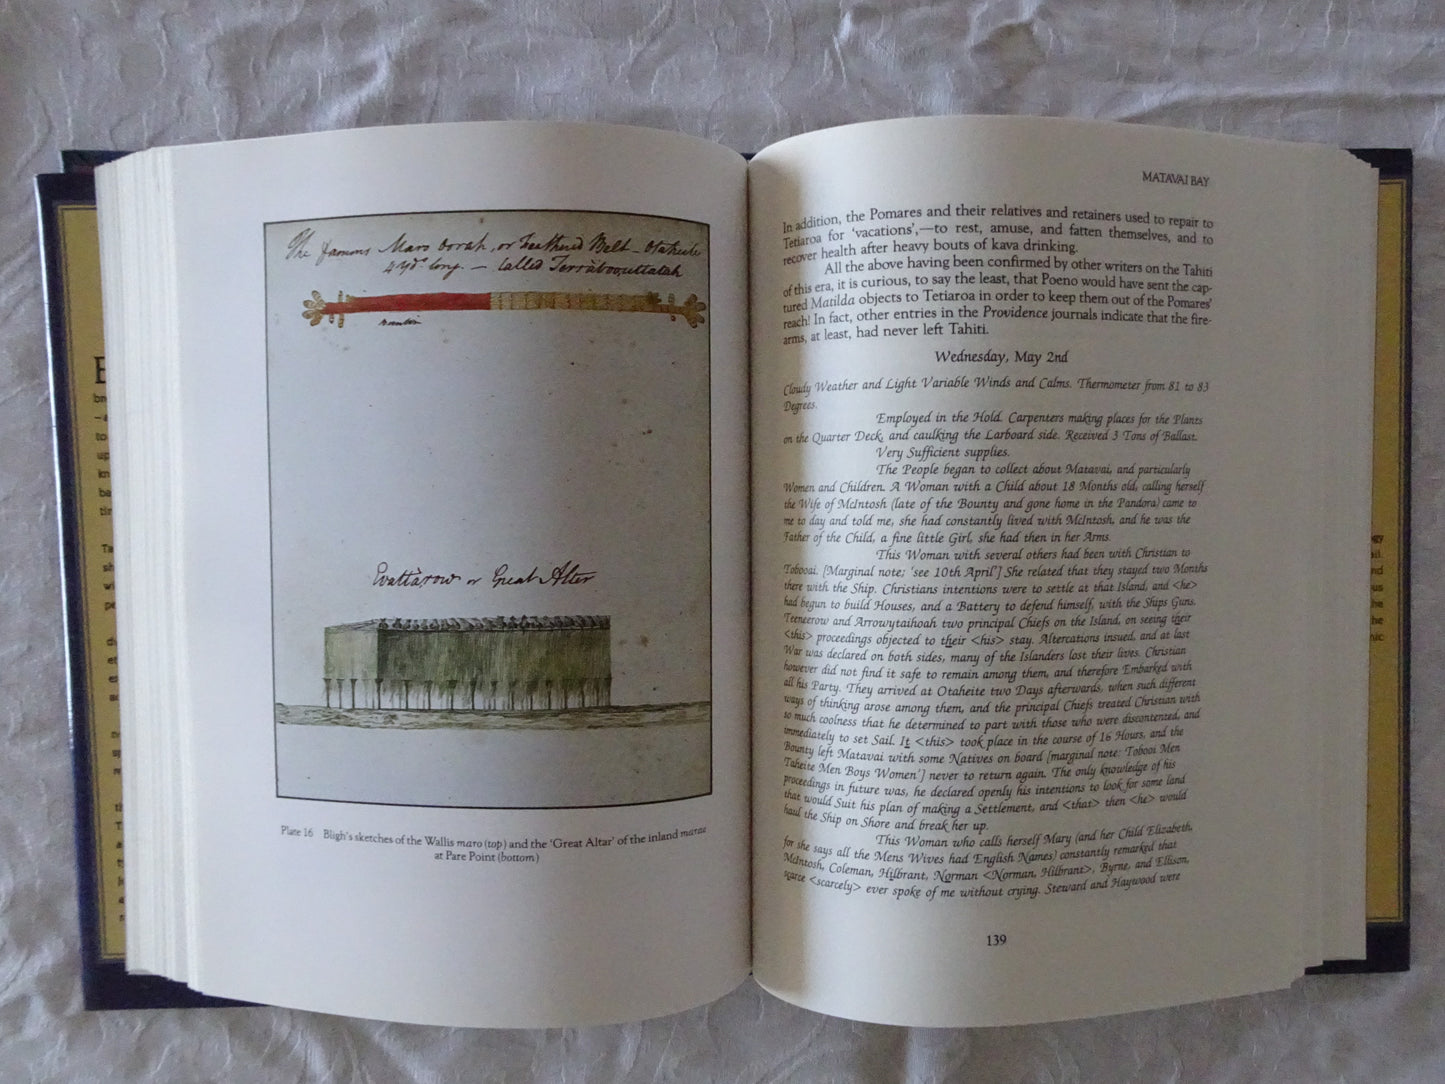 The famous Maro Oorah, or Feathered Belt — Otaheite
4 yds. long — called Terràboouttatah
Evattàrow or Great Alter
Plate 16 Bligh's sketches of the Wallis maro (top) and the 'Great Altar' of the inland marae
at Pare Point (bottom)
MATAVAI BAY
In addition, the Pomares and their relatives and retainers used to repair to
Tetiaroa for 'vacations',—to rest, amuse, and fatten themselves, and to
recover health after heavy bouts of kava drinking.
All the above having been confirmed by other writers on the Tahiti
of this era, it is curious, to say the least, that Poeno would have sent the cap-
tured Matilda objects to Tetiaroa in order to keep them out of the Pomares'
reach! In fact, other entries in the Providence journals indicate that the fire-
arms, at least, had never left Tahiti.
Wednesday, May 2nd
Cloudy Weather and Light Variable Winds and Calms. Thermometer from 81 to 83
Degrees.
Employed in the Hold. Carpenters making places for the Plants
on the Quarter Deck, and caulking the Larboard side. Received 3 Tons of Ballast.
Very Sufficient supplies.
The People began to collect about Matavai, and particularly
Women and Children. A Woman with a Child about 18 Months old, calling herself
the Wife of McIntosh (late of the Bounty and gone home in the Pandora) came to
me to day and told me, she had constantly lived with McIntosh, and he was the
Father of the Child, a fine little Girl, she had then in her Arms.
This Woman with several others had been with Christian to
Tobooai. [Marginal note; 'see 10th April'] She related that they stayed two Months
there with the Ship. Christians intentions were to settle at that Island, and <he>
had begun to build Houses, and a Battery to defend himself, with the Ships Guns.
Teeneerow and Arrowytaihoah two principal Chiefs on the Island, on seeing their
<this> proceedings objected to their <his> stay. Altercations insued, and at last
War was declared on both sides, many of the Islanders lost their lives. Christian
however did not find it safe to remain among them, and therefore Embarked with
all his Party. They arrived at Otaheite two Days afterwards, when such different
ways of thinking arose among them, and the principal Chiefs treated Christian with
so much coolness that he determined to part with those who were discontented, and
immediately to set Sail. It <this> took place in the course of 16 Hours, and the
Bounty left Matavai with some Natives on board [marginal note: Tobooi Men
Taheite Men Boys Women'] never to return again. The only knowledge of his
proceedings in future was, he declared openly his intentions to look for some land
that would Suit his plan of making a Settlement, and <that> then <he> would
haul the Ship on Shore and break her up.
This Woman who calls herself Mary (and her Child Elizabeth,
for she says all the Mens Wives had English Names) constantly remarked that
McIntosh, Coleman, Hilbrant, Norman <Norman, Hilbrant>, Byrne, and Ellison,
scarce <scarcely> ever spoke of me without crying. Steward and Haywood were
139